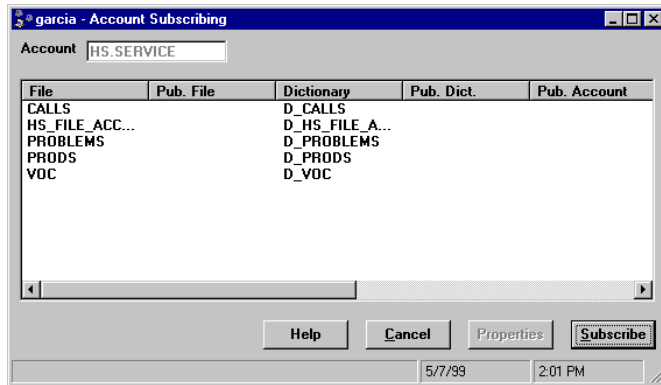 garcia - Account Subscribing
Account HS.SERVICE
File Pub. File Dictionary Pub. Dict. Pub. Account
CALLS D_CALLS
HS_FILE_ACC... D_HS_FILE_A...
PROBLEMS D_PROBLEMS
PRODS D_PRODS
VOC D_VOC
Help Cancel Properties Subscribe
5/7/99 2:01 PM